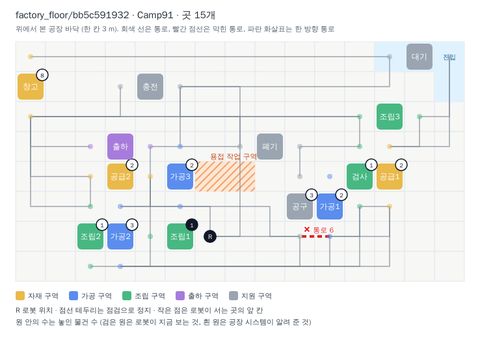 factory_floor/bb5c591932 · Camp91 · 곳 15개
위에서 본 공장 바닥 (한 칸 3 m). 회색 선은 통로, 빨간 점선은 막힌 통로, 파란 화살표는 한 방향 통로
대기
진입
8
창고
충전
조립3
출하
폐기
용접 작업 구역
2
공급2
2
가공3
1
검사
2
공급1
3
공구
2
가공1
1
조립2
3
가공2
1
조립1
R
✕ 통로 6
자재 구역
가공 구역
조립 구역
출하 구역
지원 구역
R 로봇 위치 · 점선 테두리는 점검으로 정지 · 작은 점은 로봇이 서는 곳의 앞 칸
원 안의 수는 놓인 물건 수 (검은 원은 로봇이 지금 보는 것, 흰 원은 공장 시스템이 알려 준 것)